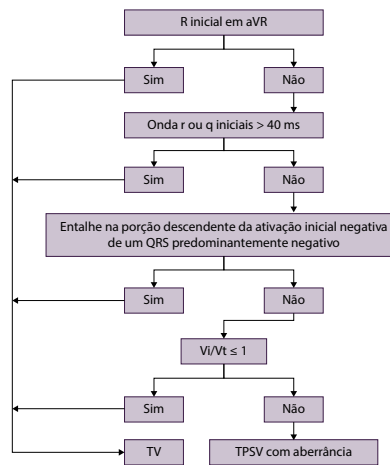 R inicial em aVR
Sim
Não
Onda r ou q iniciais > 40 ms
Sim
Não
Entalhe na porção descendente da ativação inicial negativa
de um QRS predominantemente negativo
Sim
Não
Vi/Vt ≤ 1
Sim
Não
TV
TPSV com aberrância